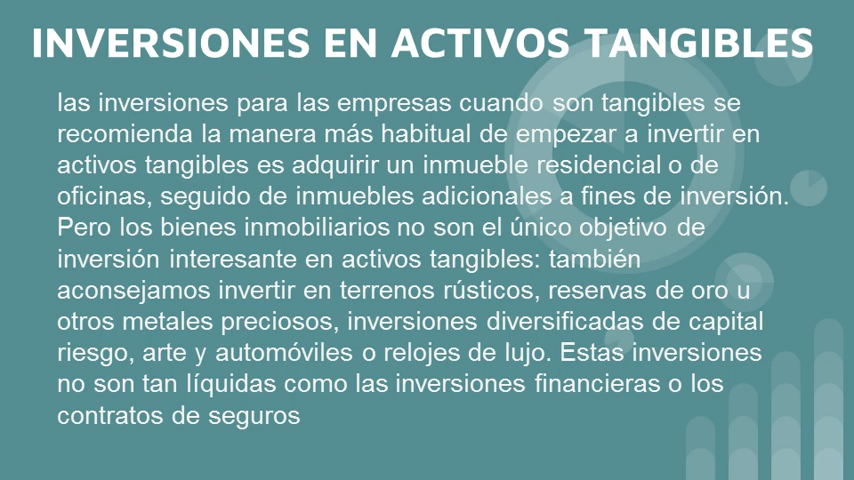 INVERSIONES EN ACTIVOS TANGIBLES
las inversiones para las empresas cuando son tangibles se
recomienda la manera más habitual de empezar a invertir en
activos tangibles es adquirir un inmueble residencial o de
oficinas, seguido de inmuebles adicionales a fines de inversión.
Pero los bienes inmobiliarios no son el único objetivo de
inversión interesante en activos tangibles: también
aconsejamos invertir en terrenos rústicos, reservas de oro u
otros metales preciosos, inversiones diversificadas de capital
riesgo, arte y automóviles o relojes de lujo. Estas inversiones
no son tan líquidas como las inversiones financieras o los
contratos de seguros